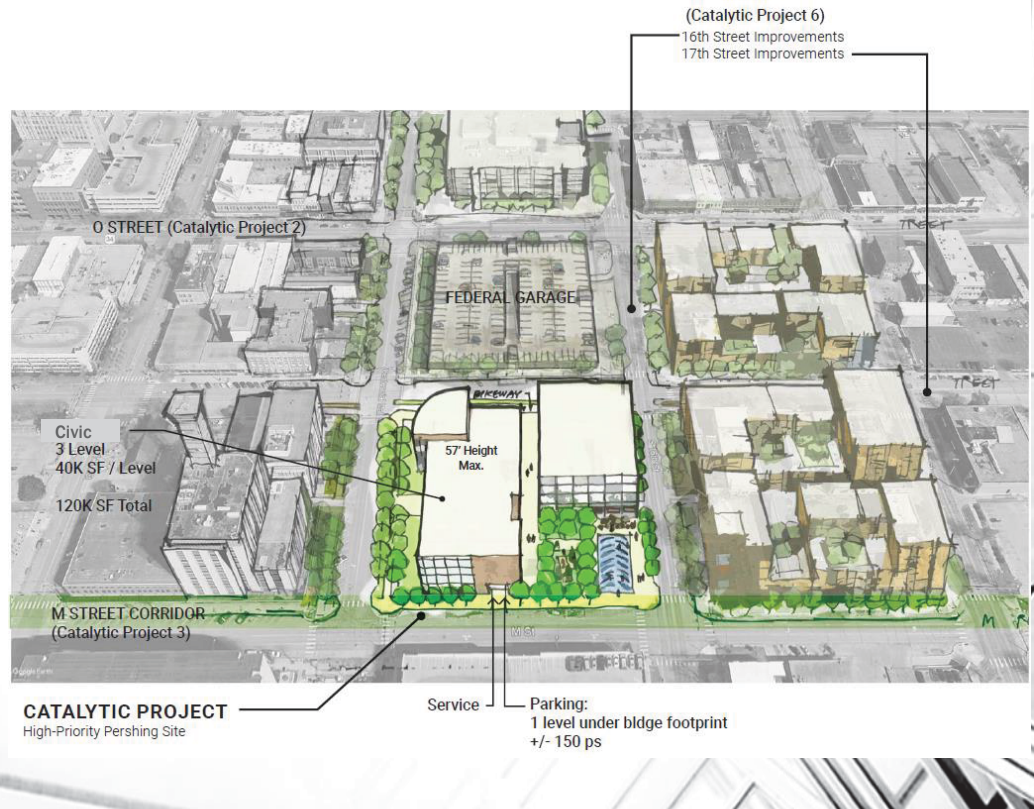 (Catalytic Project 6)
16th Street Improvements
17th Street Improvements
O STREET (Catalytic Project 2)
34
FEDERAL GARAGE
BIKEWAY
Civic
3 Level
40K SF / Level
120K SF Total
57' Height
Max.
M STREET CORRIDOR
(Catalytic Project 3)
M St
CATALYTIC PROJECT
High-Priority Pershing Site
Service
Parking:
1 level under bldge footprint
+/- 150 ps